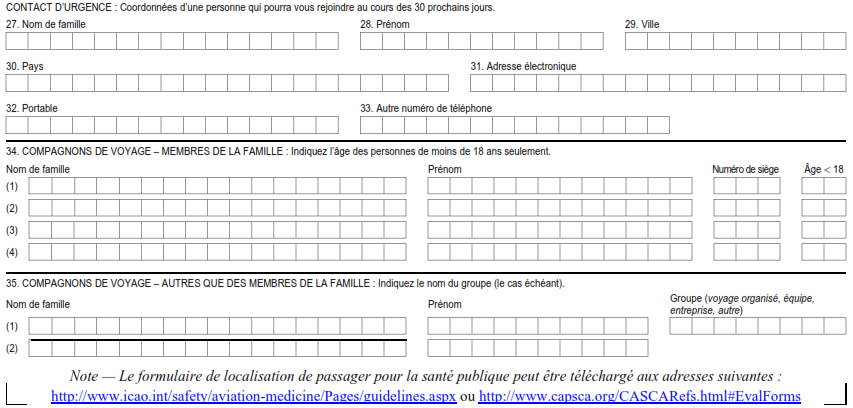 CONTACT D'URGENCE : Coordonnées d'une personne qui pourra vous rejoindre au cours des 30 prochains jours.
27. Nom de famille 28. Prénom 29. Ville
30. Pays 31. Adresse électronique
32. Portable 33. Autre numéro de téléphone
34. COMPAGNONS DE VOYAGE – MEMBRES DE LA FAMILLE : Indiquez l'âge des personnes de moins de 18 ans seulement.
Nom de famille Prénom Numéro de siège Âge < 18
(1)
(2)
(3)
(4)
35. COMPAGNONS DE VOYAGE – AUTRES QUE DES MEMBRES DE LA FAMILLE : Indiquez le nom du groupe (le cas échéant).
Nom de famille Prénom Groupe (voyage organisé, équipe,
entreprise, autre)
(1)
(2)
Note — Le formulaire de localisation de passager pour la santé publique peut être téléchargé aux adresses suivantes :
http://www.icao.int/safety/aviation-medicine/Pages/guidelines.aspx ou http://www.capsca.org/CASCARefs.html#EvalForms